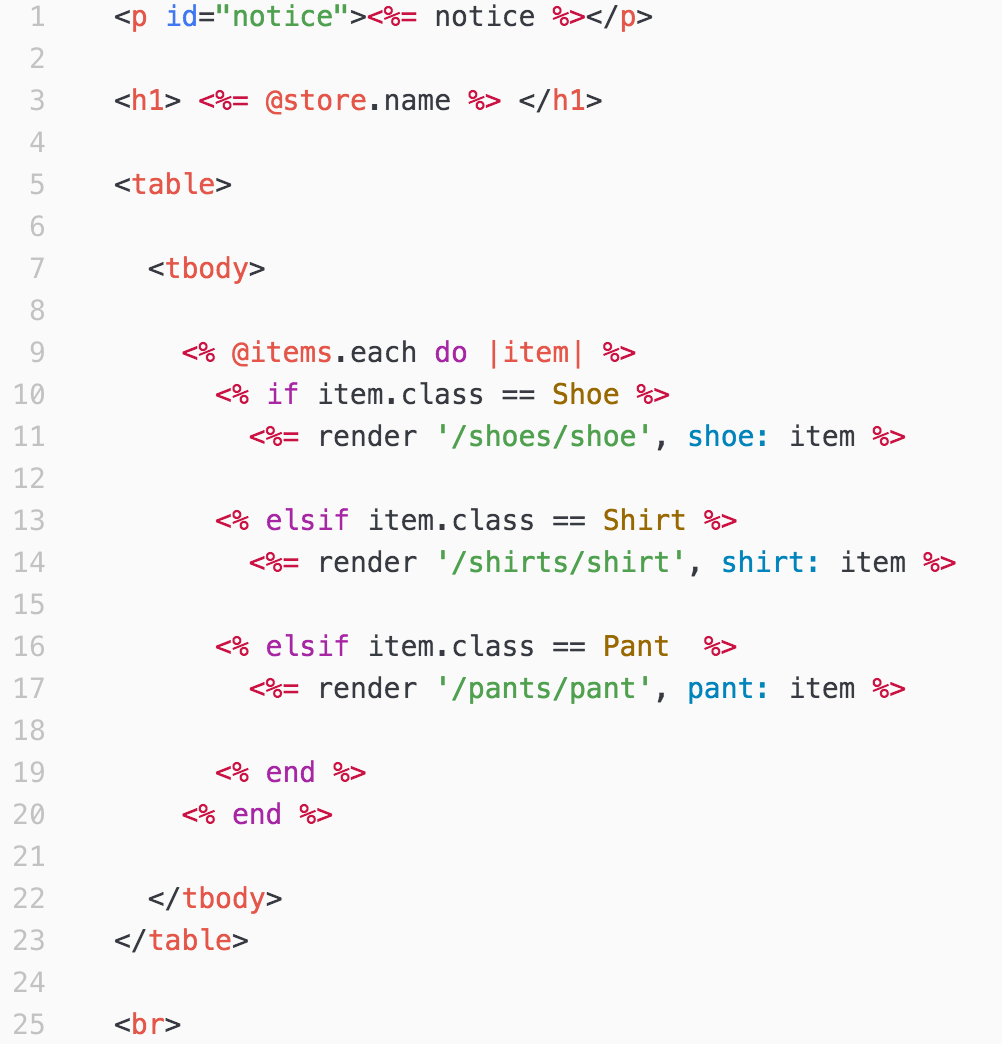 1 <p id="notice"><%= notice %></p>
2
3 <h1> <%= @store.name %> </h1>
4
5 <table>
6
7   <tbody>
8
9     <% @items.each do |item| %>
10       <% if item.class == Shoe %>
11         <%= render '/shoes/shoe', shoe: item %>
12
13       <% elsif item.class == Shirt %>
14         <%= render '/shirts/shirt', shirt: item %>
15
16       <% elsif item.class == Pant  %>
17         <%= render '/pants/pant', pant: item %>
18
19       <% end %>
20     <% end %>
21
22   </tbody>
23 </table>
24
25 <br>